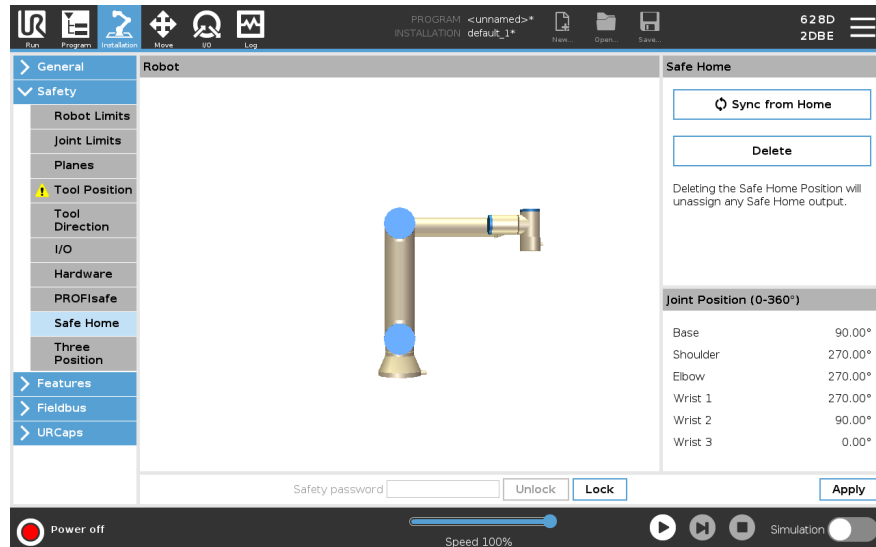 UR
Run
Program
Installation
Move
I/O
Log
PROGRAM <unnamed>*
INSTALLATION default_1*
New...
Open...
Save...
628D
2DBE
General
Safety
Robot Limits
Joint Limits
Planes
Tool Position
Tool
Direction
I/O
Hardware
PROFIsafe
Safe Home
Three
Position
Features
Fieldbus
URCaps
Robot
Safe Home
Sync from Home
Delete
Deleting the Safe Home Position will
unassign any Safe Home output.
Joint Position (0-360°)
Base 90.00°
Shoulder 270.00°
Elbow 270.00°
Wrist 1 270.00°
Wrist 2 90.00°
Wrist 3 0.00°
Safety password
Unlock
Lock
Apply
Power off
Speed 100%
Simulation